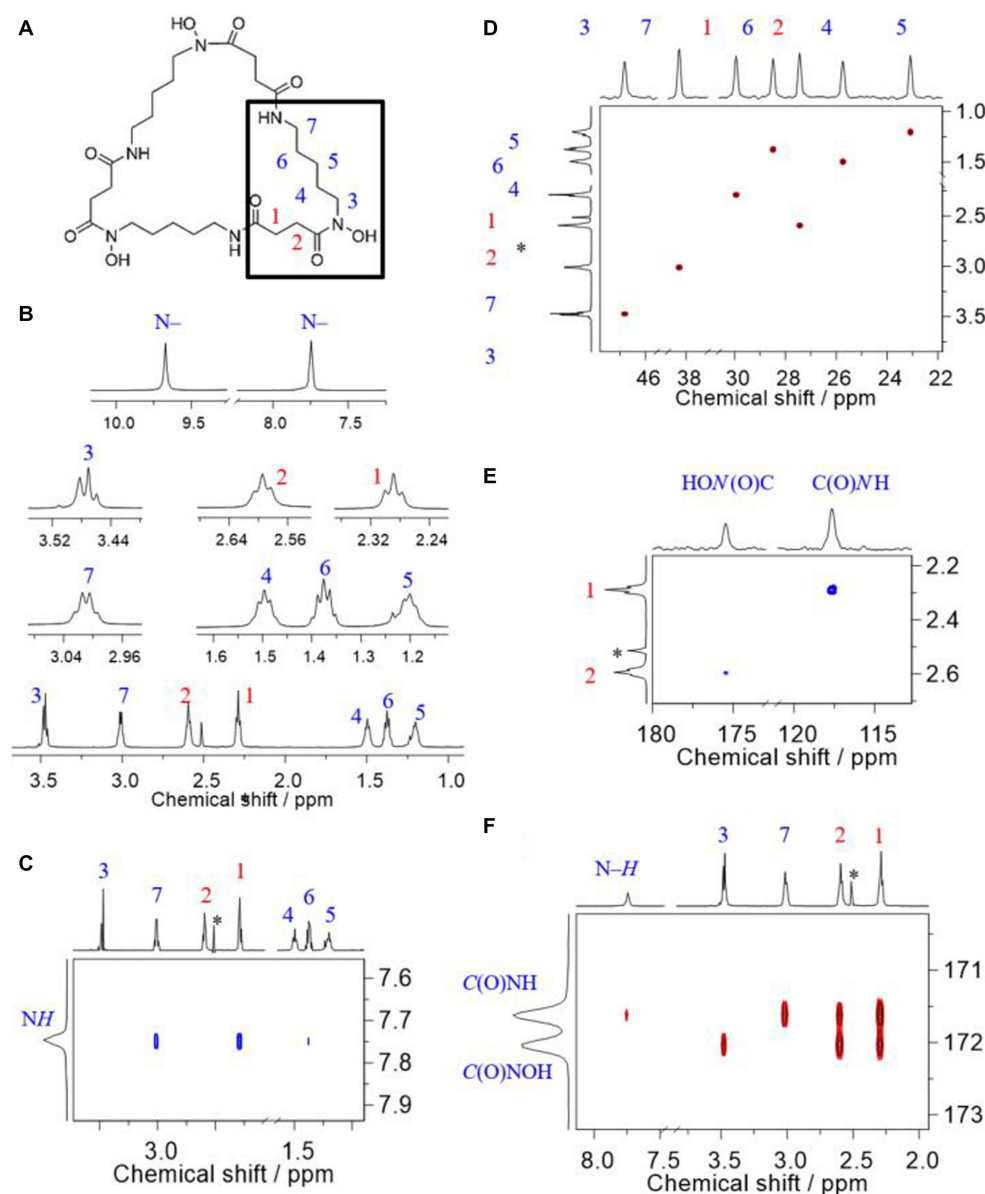 A
HO
N
O
O
HN
7
6
5
4
3
O
NH
O
N
OH
O
1
2
N
H
O
N
OH
O
B
N–
N–
10.0 9.5 8.0 7.5
3
2
1
3.52 3.44 2.64 2.56 2.32 2.24
7
4
6
5
3.04 2.96 1.6 1.5 1.4 1.3 1.2
3 7 2 1 4 6 5
3.5 3.0 2.5 2.0 1.5 1.0
Chemical shift / ppm
*
C
3 7 2 * 1 4 6 5
NH
7.6
7.7
7.8
7.9
3.0 1.5
Chemical shift / ppm
D
3 7 1 6 2 4 5
5
6
4
1
*
2
7
3
1.0
1.5
2.5
3.0
3.5
46 38 30 28 26 24 22
Chemical shift / ppm
E
HON(O)C C(O)NH
1
*
2
2.2
2.4
2.6
180 175 120 115
Chemical shift / ppm
F
N–H 3 7 2 * 1
C(O)NH
C(O)NOH
171
172
173
8.0 7.5 3.5 3.0 2.5 2.0
Chemical shift / ppm